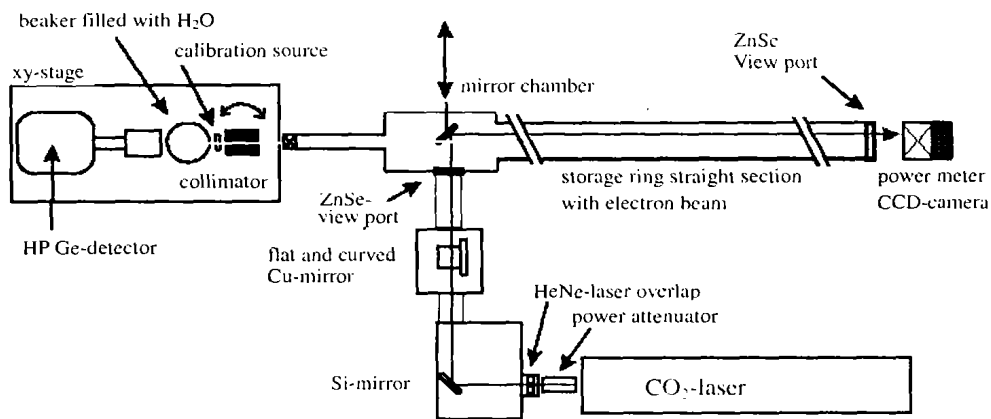 beaker filled with H₂O
calibration source
xy-stage
collimator
HP Ge-detector
mirror chamber
ZnSe
View port
storage ring straight section
with electron beam
power meter
CCD-camera
ZnSe-
view port
flat and curved
Cu-mirror
HeNe-laser overlap
power attenuator
Si-mirror
CO₂-laser